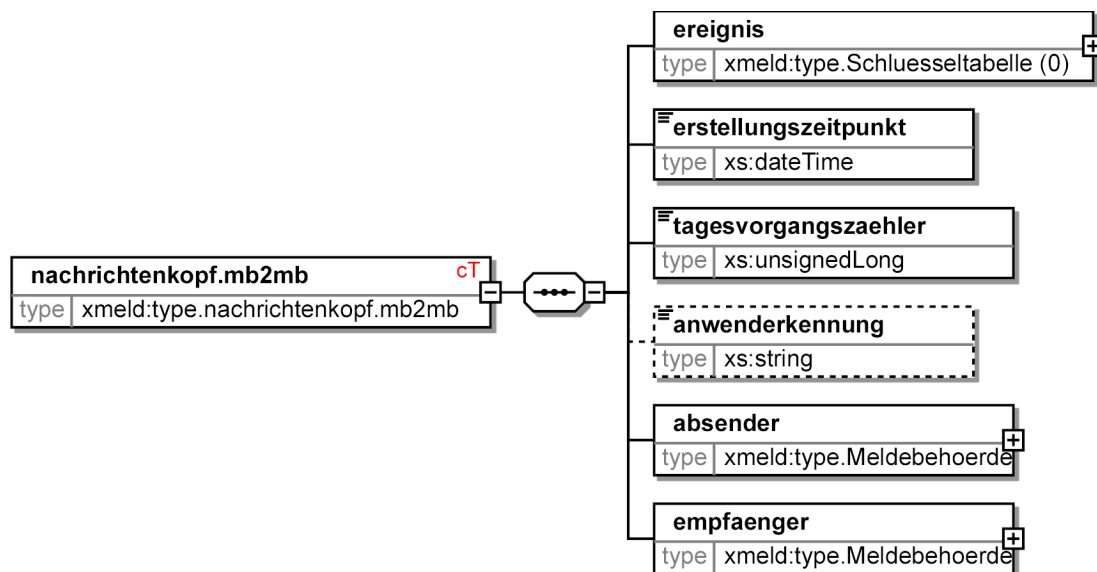 ereignis
type xmeld:type.Schluesseltabelle (0)
erstellungszeitpunkt
type xs:dateTime
tagesvorgangszaehler
type xs:unsignedLong
nachrichtenkopf.mb2mb cT
type xmeld:type.nachrichtenkopf.mb2mb
anwenderkennung
type xs:string
absender
type xmeld:type.Meldebehoerde
empfaenger
type xmeld:type.Meldebehoerde